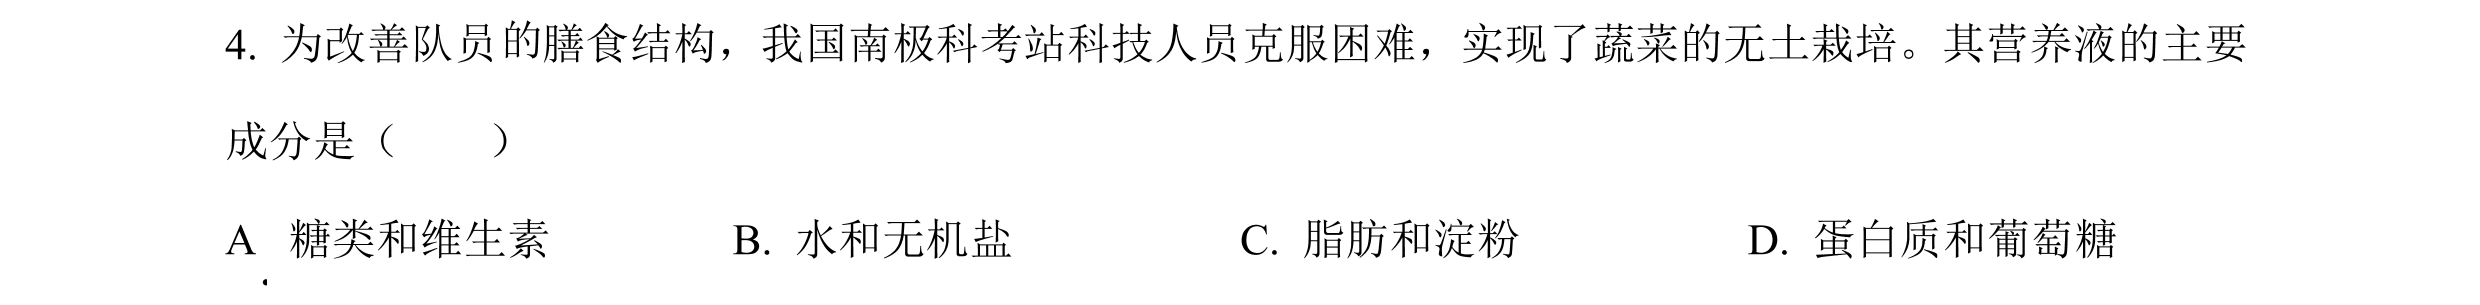 4. 为改善队员的膳食结构，我国南极科考站科技人员克服困难，实现了蔬菜的无土栽培。其营养液的主要
成分是（　　）
A 糖类和维生素 B. 水和无机盐 C. 脂肪和淀粉 D. 蛋白质和葡萄糖
.